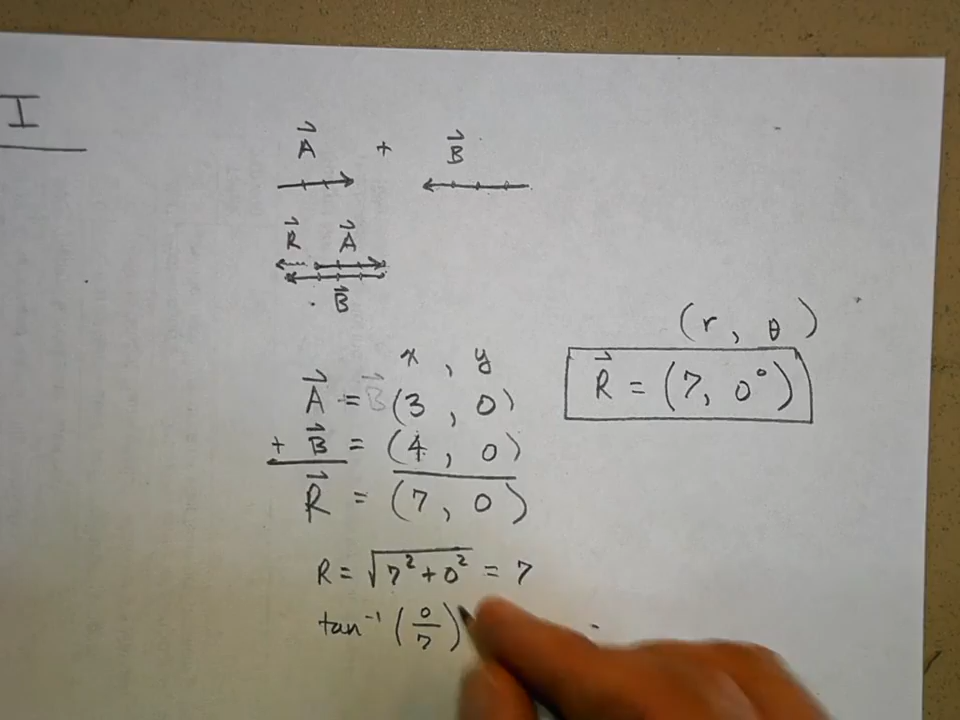 I
A⃗ + B⃗
R⃗ A⃗
B⃗
(r, θ)
x , y
R⃗ = (7, 0°)
A⃗ = B⃗ (3 , 0)
+ B⃗ = (4 , 0)
R⃗ = (7, 0)
R = √7² + 0² = 7
tan⁻¹ (0/7)